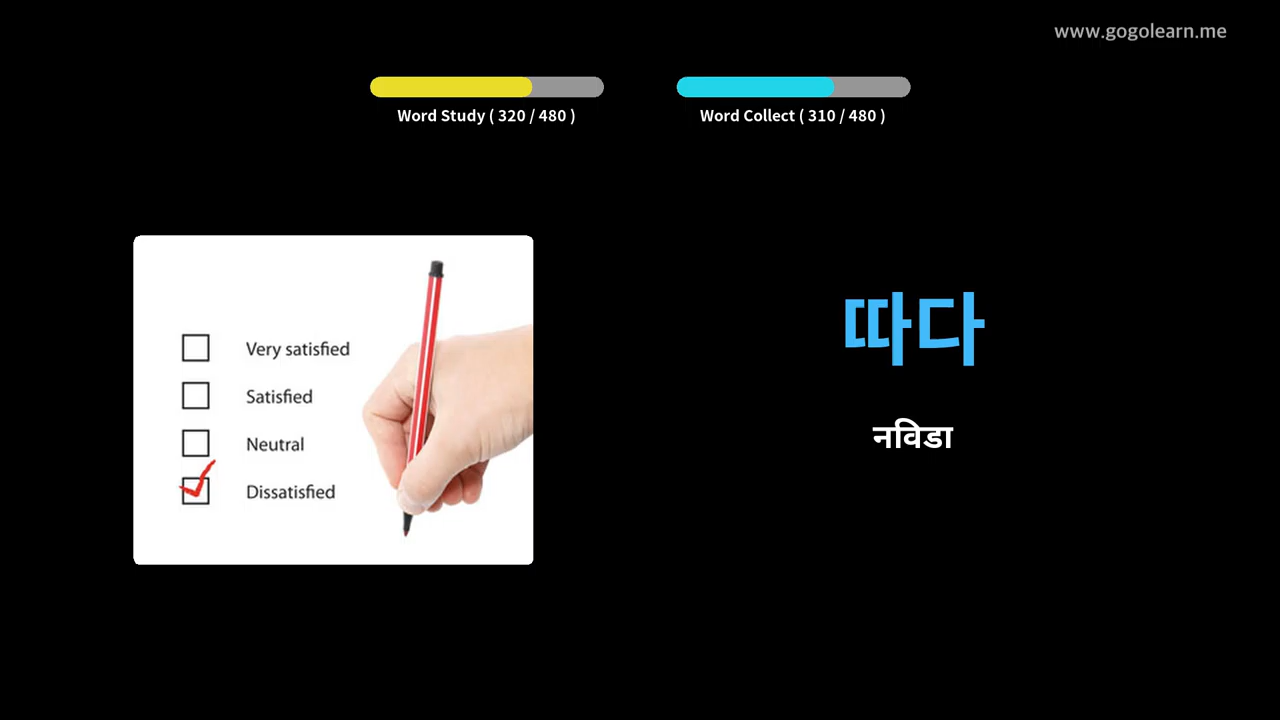 www.gogolearn.me
Word Study ( 320 / 480 )
Word Collect ( 310 / 480 )
Very satisfied
Satisfied
Neutral
Dissatisfied
따다
नविडा